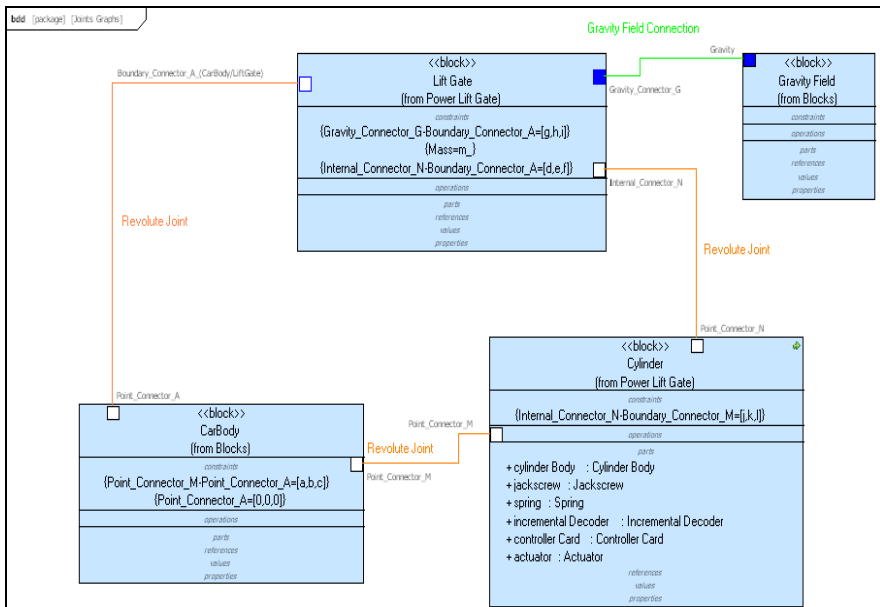 bdd [package] [Joints Graphs]
Gravity Field Connection
Boundary_Connector_A_(CarBody/LiftGate)
<<block>>
Lift Gate
(from Power Lift Gate)
constraints
{Gravity_Connector_G-Boundary_Connector_A=[g,h,i]}
{Mass=m_}
{Internal_Connector_N-Boundary_Connector_A=[d,e,f]}
operations
parts
references
values
properties
Gravity
Gravity_Connector_G
Internal_Connector_N
<<block>>
Gravity Field
(from Blocks)
constraints
operations
parts
references
values
properties
Revolute Joint
Revolute Joint
Point_Connector_N
Point_Connector_A
<<block>>
CarBody
(from Blocks)
constraints
{Point_Connector_M-Point_Connector_A=[a,b,c]}
{Point_Connector_A=[0,0,0]}
operations
parts
references
values
properties
Point_Connector_M
Revolute Joint
Point_Connector_M
<<block>>
Cylinder
(from Power Lift Gate)
constraints
{Internal_Connector_N-Boundary_Connector_M=[j,k,l]}
operations
parts
+ cylinder Body : Cylinder Body
+ jackscrew : Jackscrew
+ spring : Spring
+ incremental Decoder : Incremental Decoder
+ controller Card : Controller Card
+ actuator : Actuator
references
values
properties